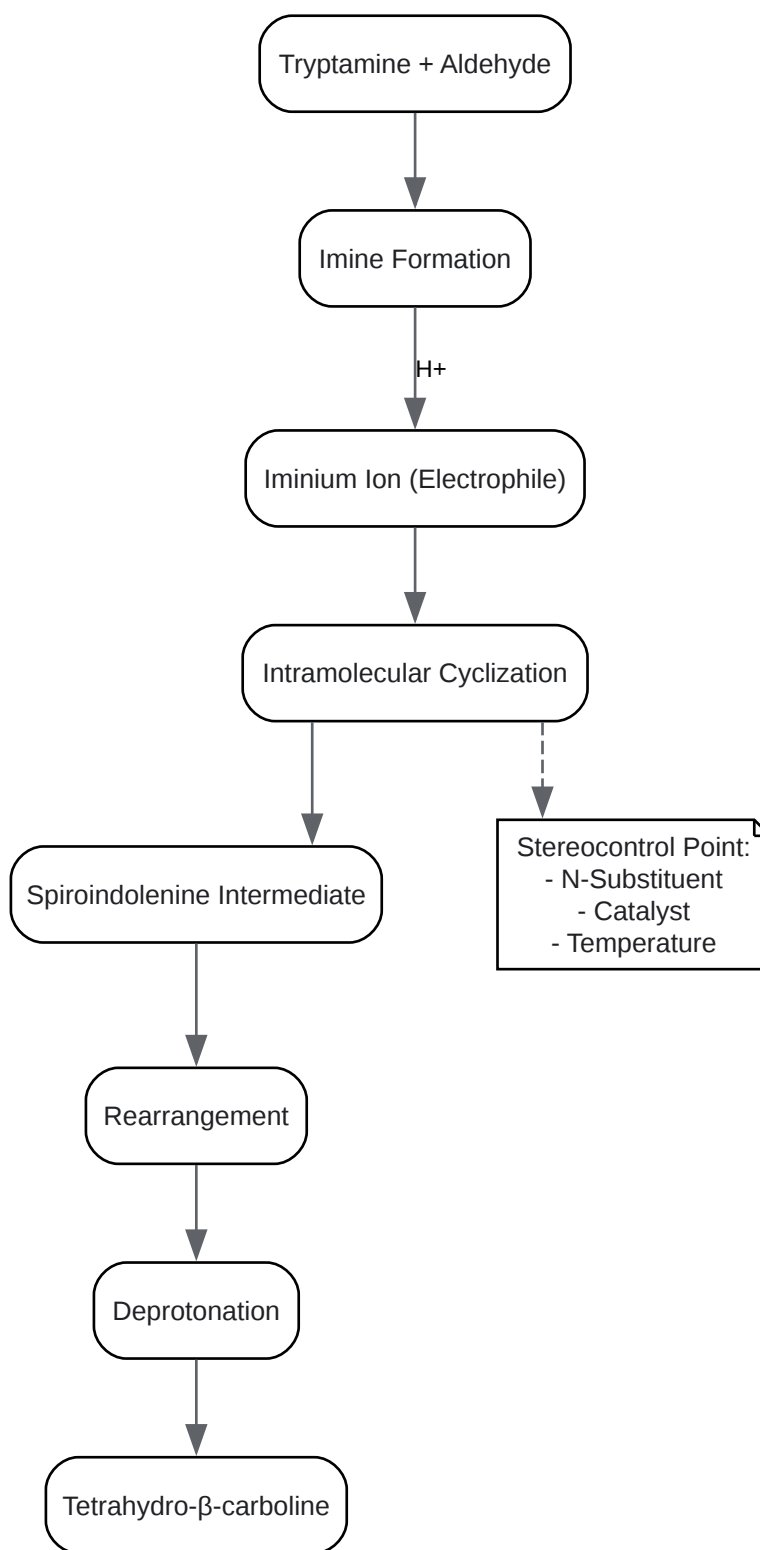 Tryptamine + Aldehyde
Imine Formation
H+
Iminium Ion (Electrophile)
Intramolecular Cyclization
Spiroindolenine Intermediate
Stereocontrol Point:
- N-Substituent
- Catalyst
- Temperature
Rearrangement
Deprotonation
Tetrahydro-β-carboline